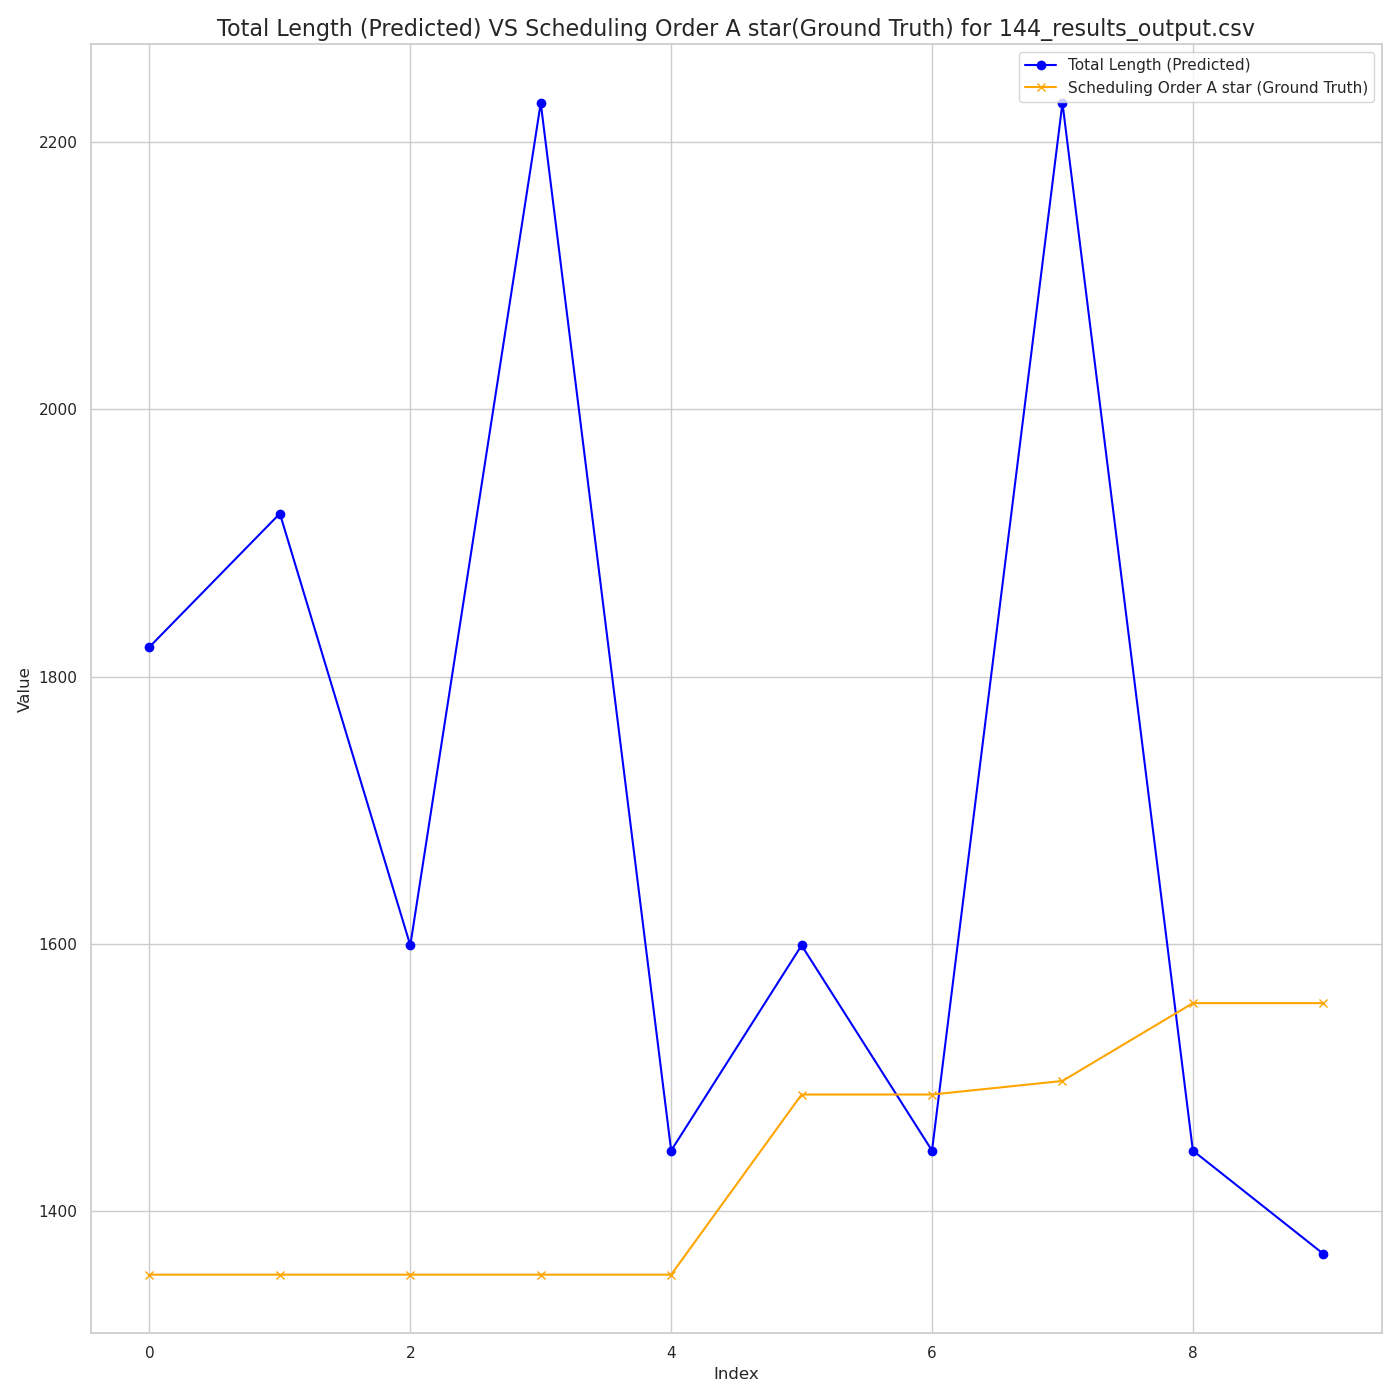 Total Length (Predicted) VS Scheduling Order A star(Ground Truth) for 144_results_output.csv
Total Length (Predicted)
Scheduling Order A star (Ground Truth)
2200
2000
1800
1600
1400
Value
0 2 4 6 8
Index